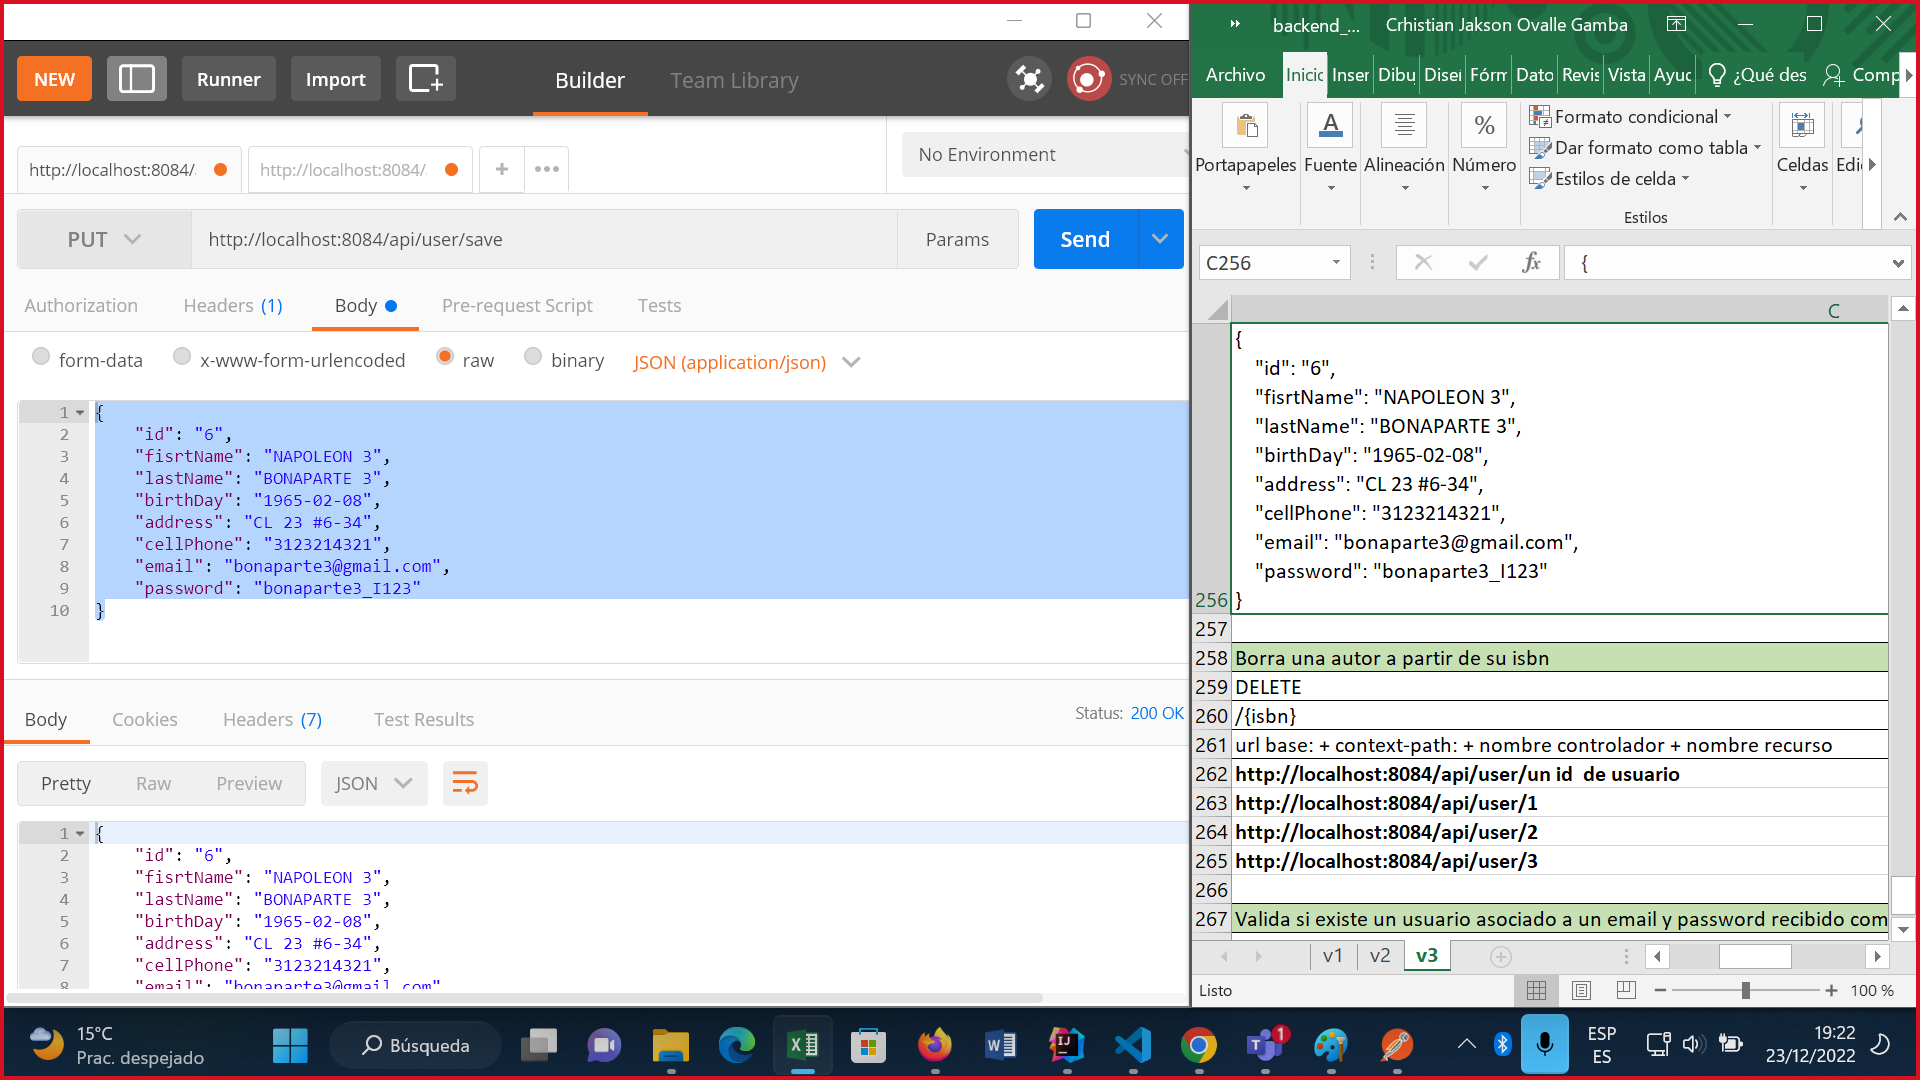 NEW
Runner
Import
Builder
Team Library
SYNC OFF
http://localhost:8084/
http://localhost:8084/
No Environment
PUT
http://localhost:8084/api/user/save
Params
Send
Authorization
Headers (1)
Body
Pre-request Script
Tests
form-data
x-www-form-urlencoded
raw
binary
JSON (application/json)
1 {
2 "id": "6",
3 "fisrtName": "NAPOLEON 3",
4 "lastName": "BONAPARTE 3",
5 "birthDay": "1965-02-08",
6 "address": "CL 23 #6-34",
7 "cellPhone": "3123214321",
8 "email": "bonaparte3@gmail.com",
9 "password": "bonaparte3_I123"
10 }
Body
Cookies
Headers (7)
Test Results
Status: 200 OK
Pretty
Raw
Preview
JSON
1 {
2 "id": "6",
3 "fisrtName": "NAPOLEON 3",
4 "lastName": "BONAPARTE 3",
5 "birthDay": "1965-02-08",
6 "address": "CL 23 #6-34",
7 "cellPhone": "3123214321",
8 "email": "bonaparte3@gmail.com"
backend_...
Crhistian Jakson Ovalle Gamba
Archivo Inicio Inser Dibu Disei Fórm Dato Revis Vista Ayuc ¿Qué des Comp
Portapapeles
Fuente
Alineación
Número
Formato condicional
Dar formato como tabla
Estilos de celda
Estilos
Celdas
Edi
C256
fx
{
C
{
"id": "6",
"fisrtName": "NAPOLEON 3",
"lastName": "BONAPARTE 3",
"birthDay": "1965-02-08",
"address": "CL 23 #6-34",
"cellPhone": "3123214321",
"email": "bonaparte3@gmail.com",
"password": "bonaparte3_I123"
256 }
257
258 Borra una autor a partir de su isbn
259 DELETE
260 /{isbn}
261 url base: + context-path: + nombre controlador + nombre recurso
262 http://localhost:8084/api/user/un id  de usuario
263 http://localhost:8084/api/user/1
264 http://localhost:8084/api/user/2
265 http://localhost:8084/api/user/3
266
267 Valida si existe un usuario asociado a un email y password recibido com
v1 v2 v3
Listo
100 %
15°C
Prac. despejado
Búsqueda
1
ESP
ES
19:22
23/12/2022